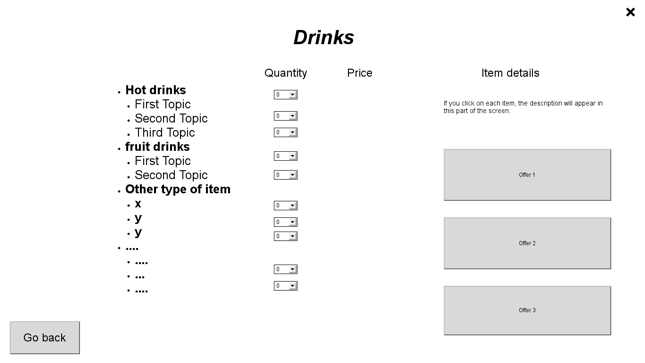 Drinks
Quantity Price Item details
Hot drinks
0
First Topic
Second Topic
0
Third Topic
0
fruit drinks
First Topic
0
Second Topic
0
Other type of item
x
0
y
0
y
0
....
....
...
0
....
0
If you click on each item, the description will appear in
this part of the screen.
Offer 1
Offer 2
Offer 3
Go back